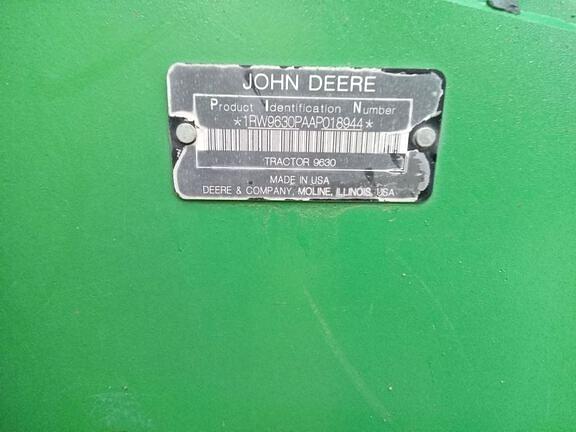 JOHN DEERE
Product Identification Number
*1RW9630PAAP018944*
TRACTOR 9630
MADE IN USA
DEERE & COMPANY, MOLINE, ILLINOIS, USA